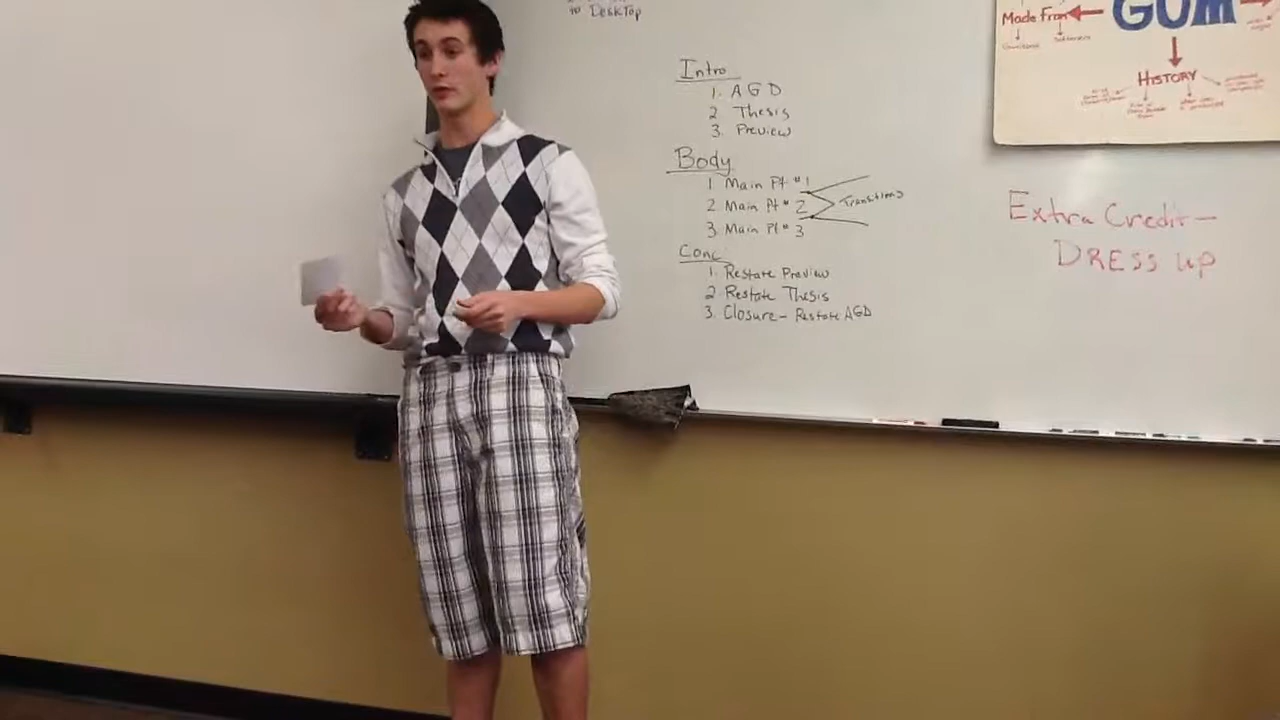 to DeskTop
Intro
1. AGD
2 Thesis
3. Preview
Body
1 Main Pt #1
2 Main Pt #2
3 Main Pt #3
Transitions
Conc
1. Restate Preview
2 Restate Thesis
3. Closure - Restate AGD
GUM
Made From
HISTORY
Extra Credit -
DRESS up